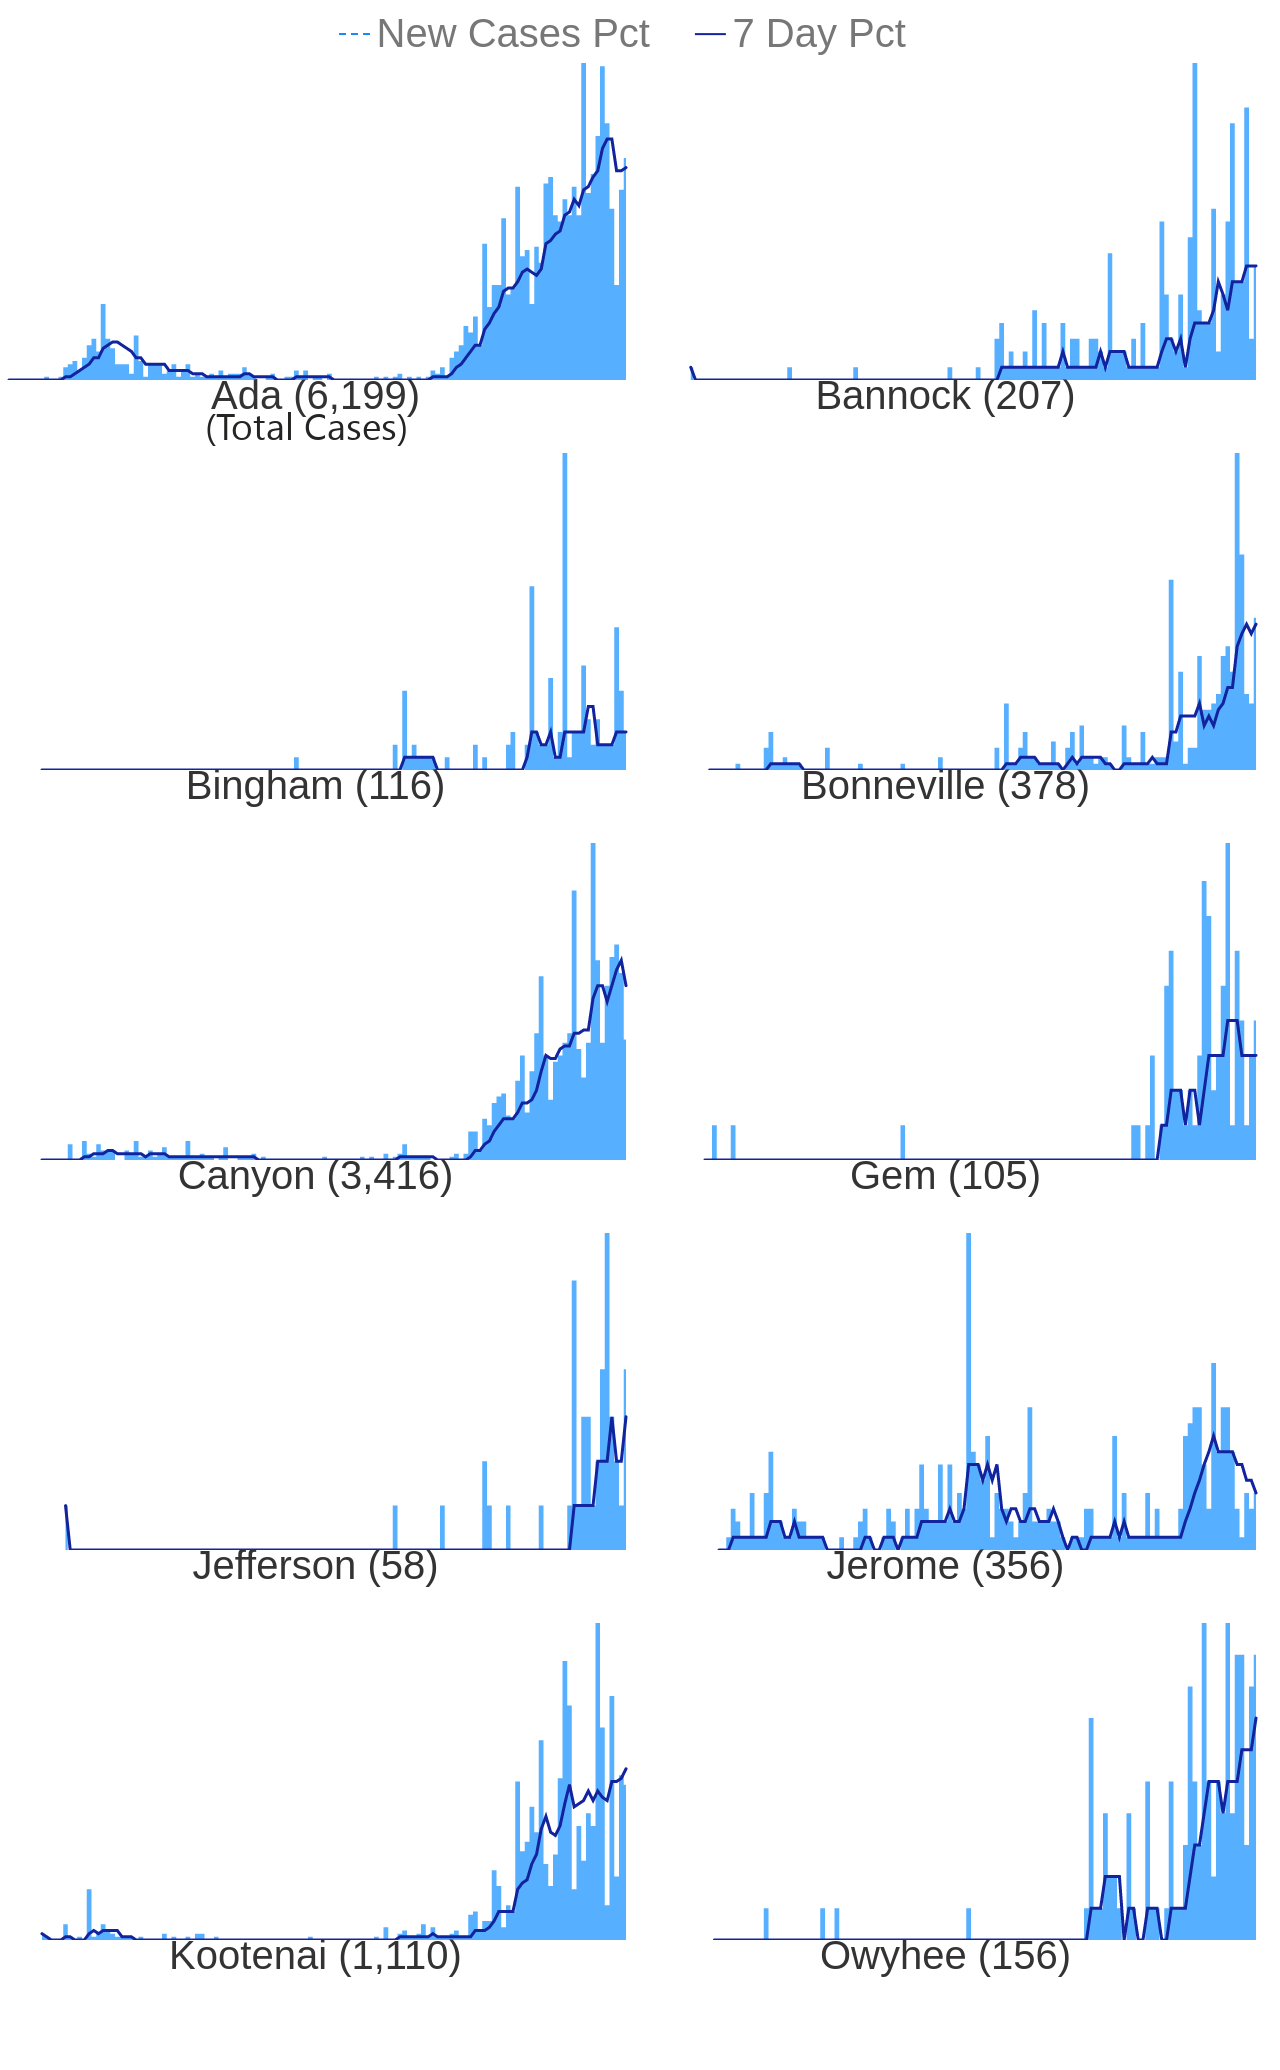 New Cases Pct 7 Day Pct
Ada (6,199) Bannock (207)
(Total Cases)
Bingham (116) Bonneville (378)
Canyon (3,416) Gem (105)
Jefferson (58) Jerome (356)
Kootenai (1,110) Owyhee (156)